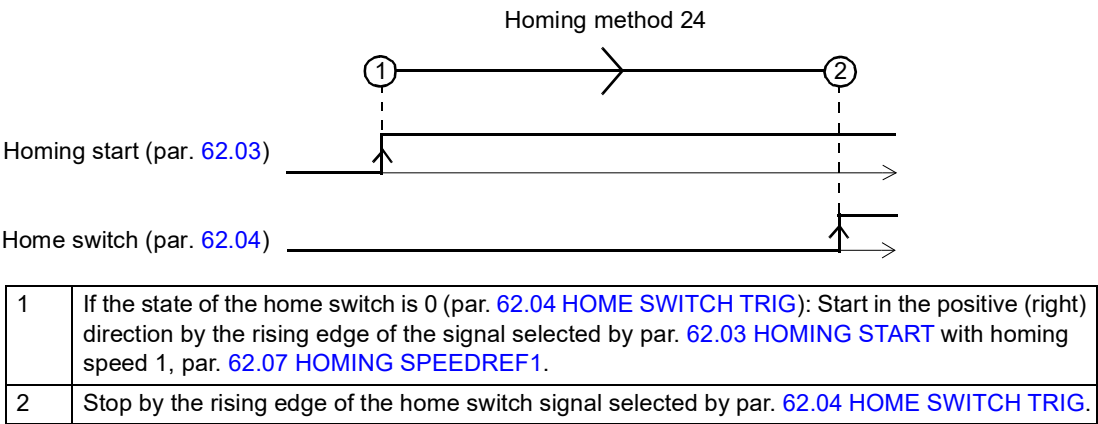 Homing method 24
1
2
Homing start (par. 62.03)
Home switch (par. 62.04)
1 If the state of the home switch is 0 (par. 62.04 HOME SWITCH TRIG): Start in the positive (right)
direction by the rising edge of the signal selected by par. 62.03 HOMING START with homing
speed 1, par. 62.07 HOMING SPEEDREF1.
2 Stop by the rising edge of the home switch signal selected by par. 62.04 HOME SWITCH TRIG.